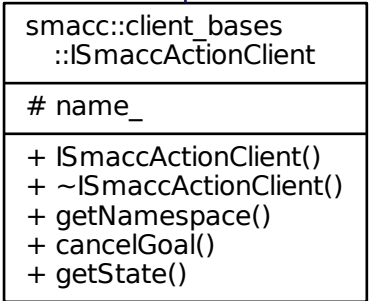 smacc::client_bases
::ISmaccActionClient
# name_
+ ISmaccActionClient()
+ ~ISmaccActionClient()
+ getNamespace()
+ cancelGoal()
+ getState()